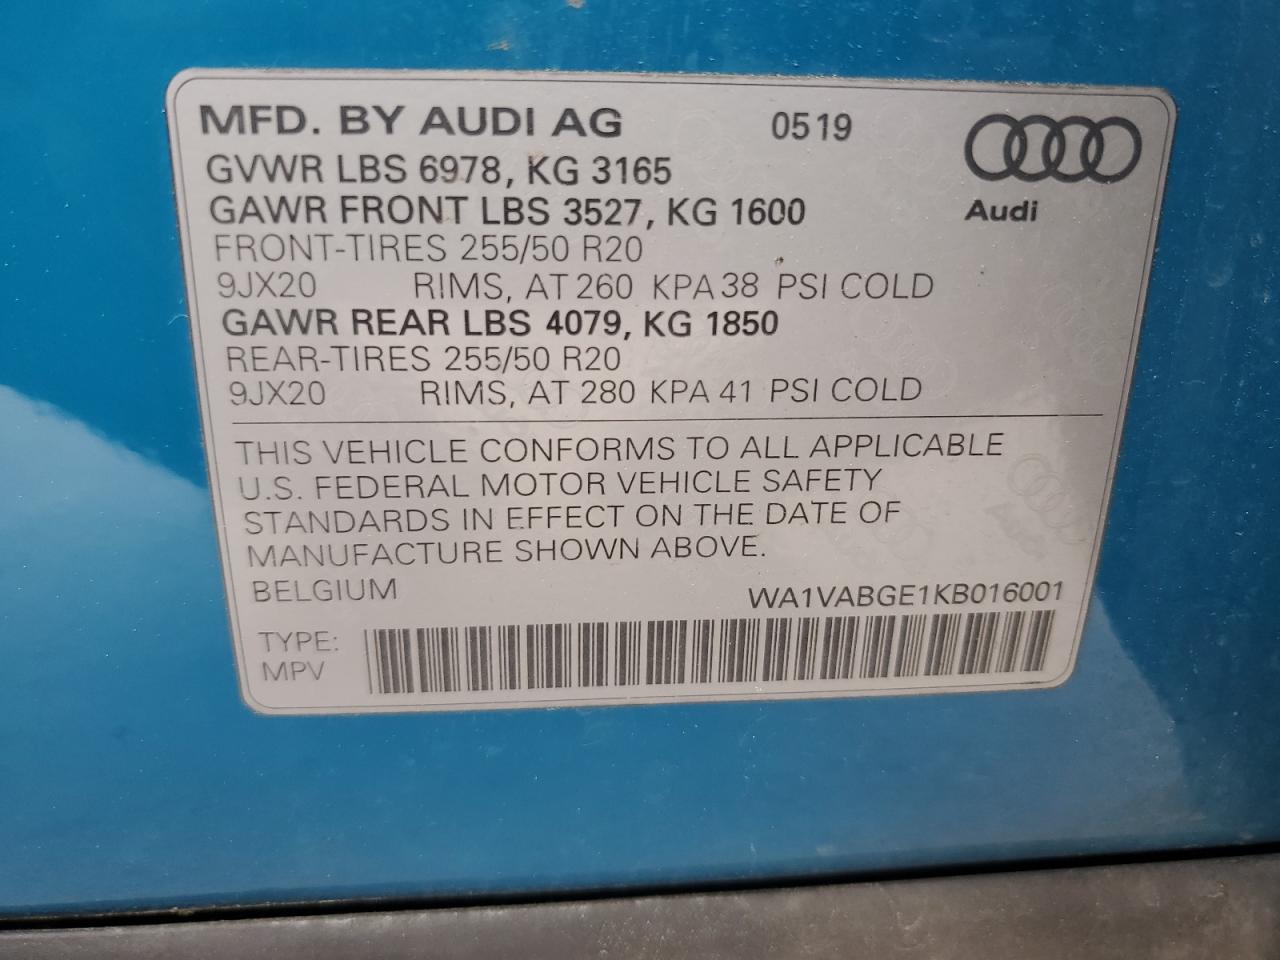 MFD. BY AUDI AG 0519
Audi
GVWR LBS 6978, KG 3165
GAWR FRONT LBS 3527, KG 1600
FRONT-TIRES 255/50 R20
9JX20 RIMS, AT 260 KPA 38 PSI COLD
GAWR REAR LBS 4079, KG 1850
REAR-TIRES 255/50 R20
9JX20 RIMS, AT 280 KPA 41 PSI COLD
THIS VEHICLE CONFORMS TO ALL APPLICABLE
U.S. FEDERAL MOTOR VEHICLE SAFETY
STANDARDS IN EFFECT ON THE DATE OF
MANUFACTURE SHOWN ABOVE.
BELGIUM WA1VABGE1KB016001
TYPE:
MPV